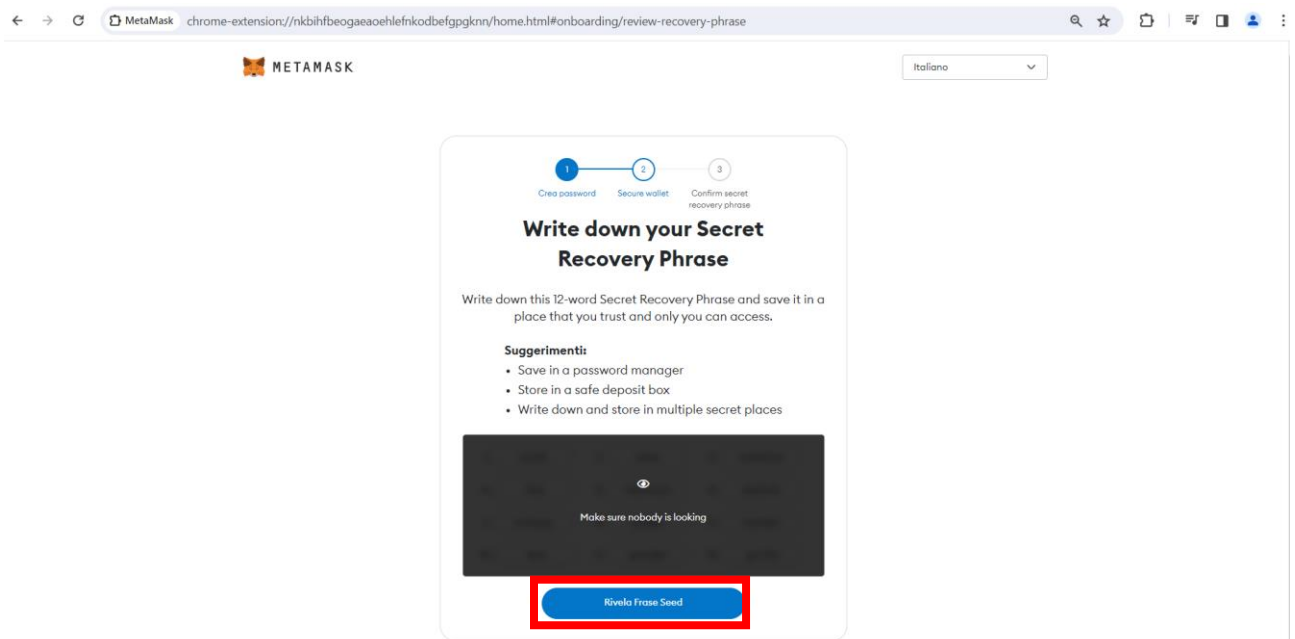 MetaMask
chrome-extension://nkbihfbeogaeaoehlefnkodbefgpgknn/home.html#onboarding/review-recovery-phrase
METAMASK
Italiano
1
2
3
Crea password
Secure wallet
Confirm secret
recovery phrase
Write down your Secret
Recovery Phrase
Write down this 12-word Secret Recovery Phrase and save it in a
place that you trust and only you can access.
Suggerimenti:
• Save in a password manager
• Store in a safe deposit box
• Write down and store in multiple secret places
Make sure nobody is looking
Rivela Frase Seed